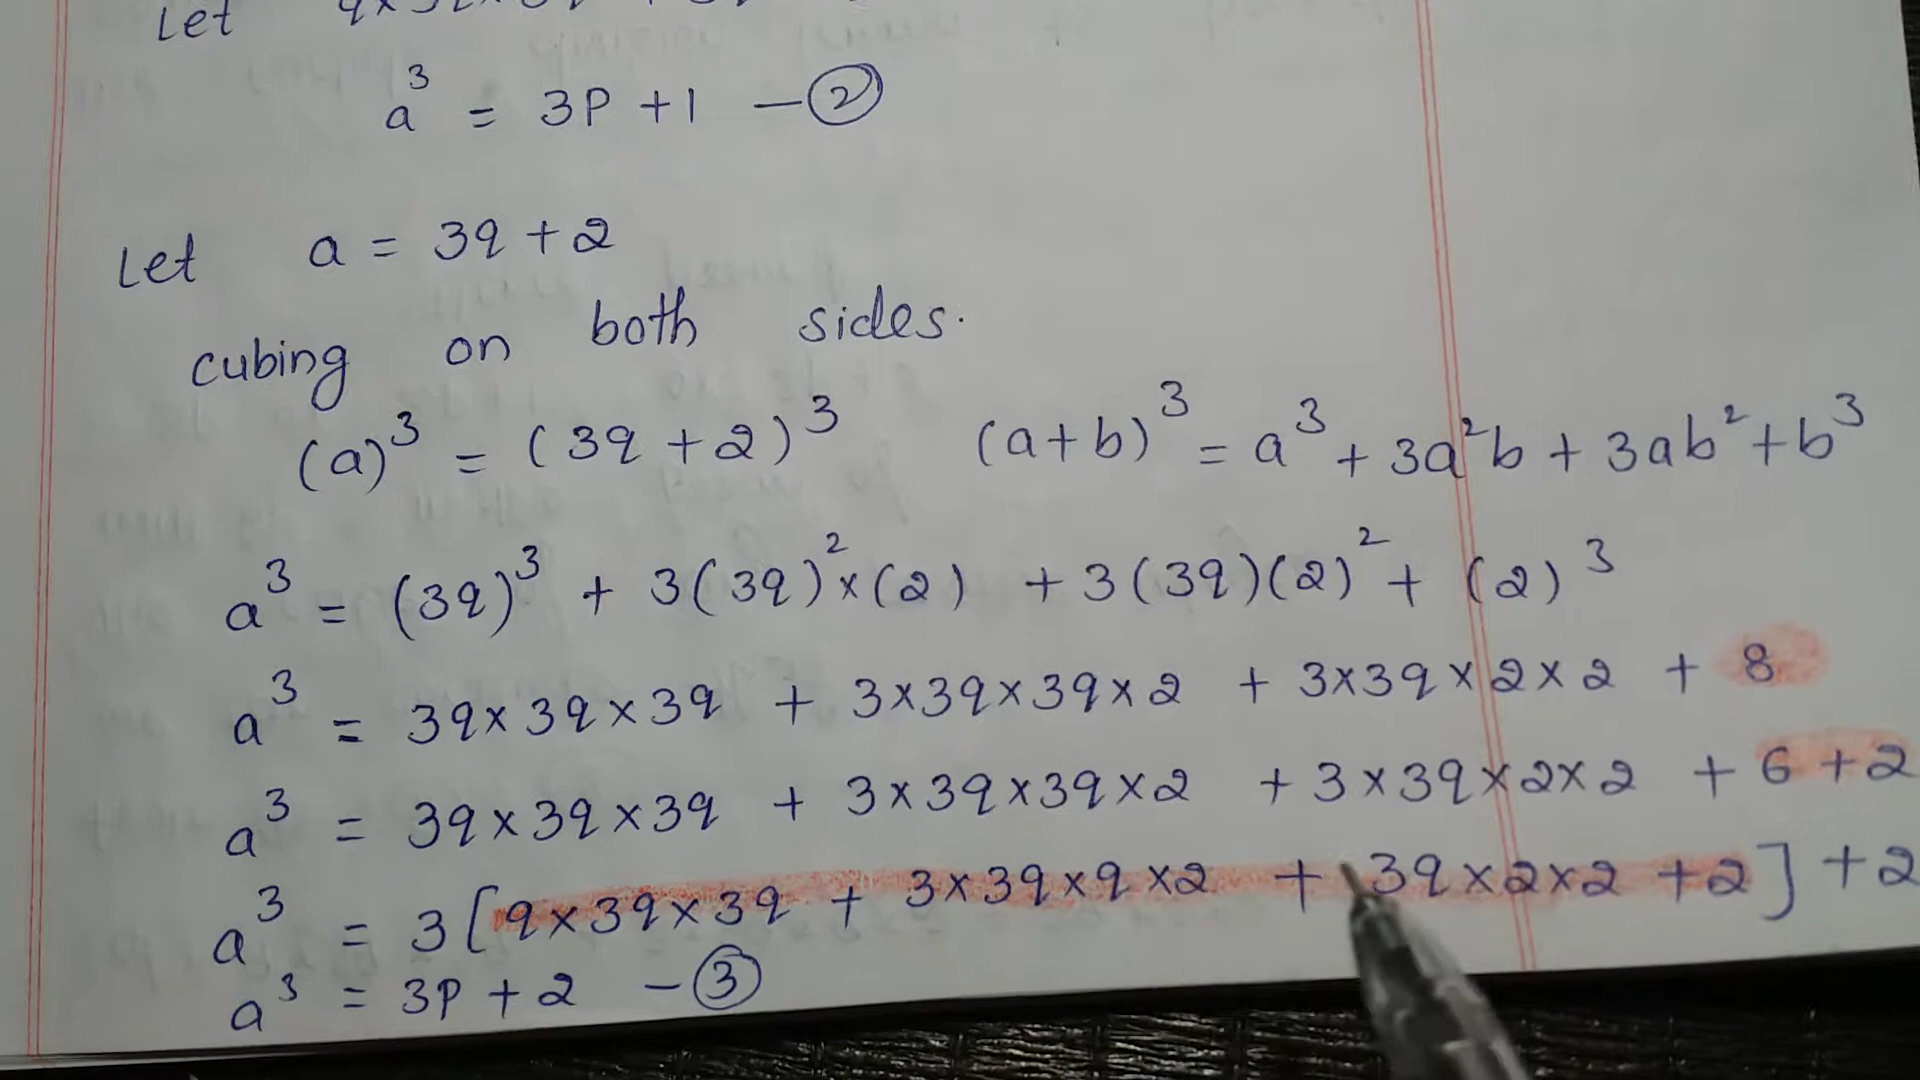 Let
a³ = 3P + 1 — ②
Let a = 3q + 2
cubing on both sides.
(a)³ = (3q + 2)³ (a + b)³ = a³ + 3a²b + 3ab² + b³
a³ = (3q)³ + 3(3q)² × (2) + 3(3q)(2)² + (2)³
a³ = 3q × 3q × 3q + 3 × 3q × 3q × 2 + 3 × 3q × 2 × 2 + 8
a³ = 3q × 3q × 3q + 3 × 3q × 3q × 2 + 3 × 3q × 2 × 2 + 6 + 2
a³ = 3[q × 3q × 3q + 3 × 3q × q × 2 + 3q × 2 × 2 + 2] + 2
a³ = 3p + 2 — ③